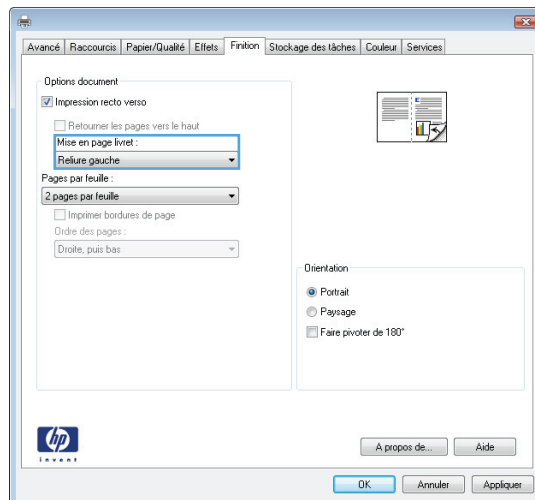 Avancé Raccourcis Papier/Qualité Effets Finition Stockage des tâches Couleur Services
Options document
Impression recto verso
Retourner les pages vers le haut
Mise en page livret :
Reliure gauche
Pages par feuille :
2 pages par feuille
Imprimer bordures de page
Ordre des pages :
Droite, puis bas
Orientation
Portrait
Paysage
Faire pivoter de 180°
hp
invent
A propos de... Aide
OK Annuler Appliquer